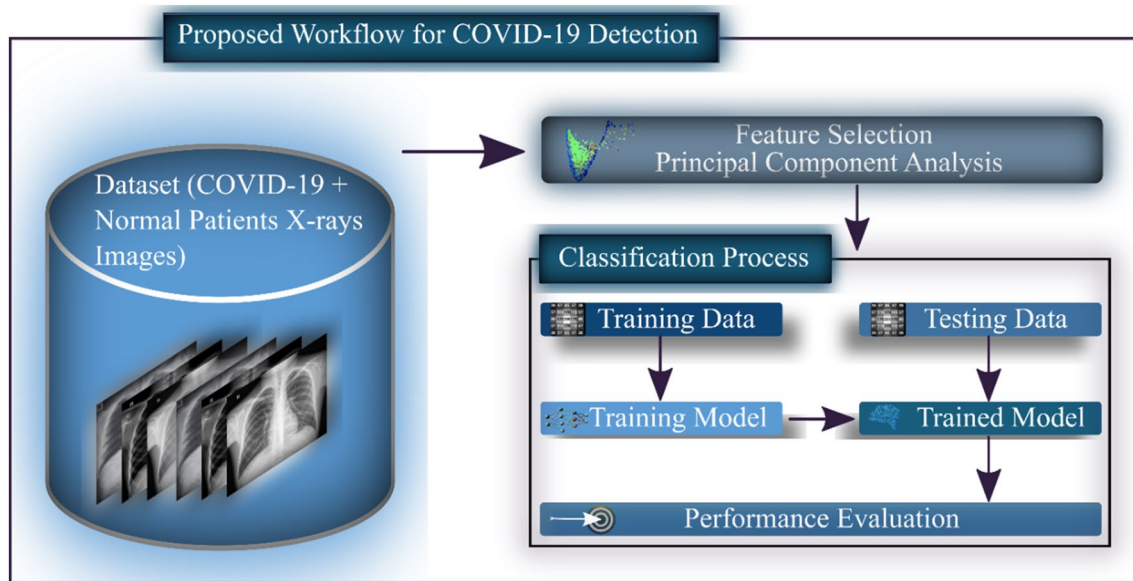 Proposed Workflow for COVID-19 Detection
Dataset (COVID-19 +
Normal Patients X-rays
Images)
Feature Selection
Principal Component Analysis
Classification Process
Training Data
Testing Data
Training Model
Trained Model
Performance Evaluation